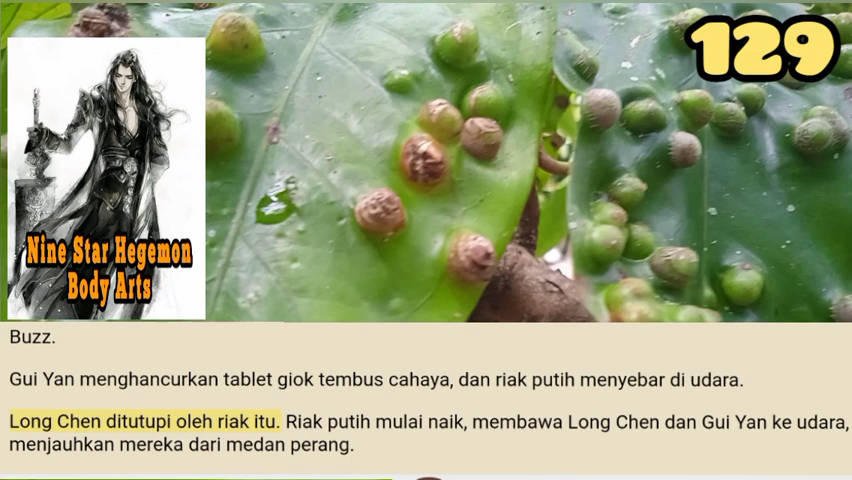 129
Nine Star Hegemon
Body Arts
Buzz.
Gui Yan menghancurkan tablet giok tembus cahaya, dan riak putih menyebar di udara.
Long Chen ditutupi oleh riak itu. Riak putih mulai naik, membawa Long Chen dan Gui Yan ke udara,
menjauhkan mereka dari medan perang.